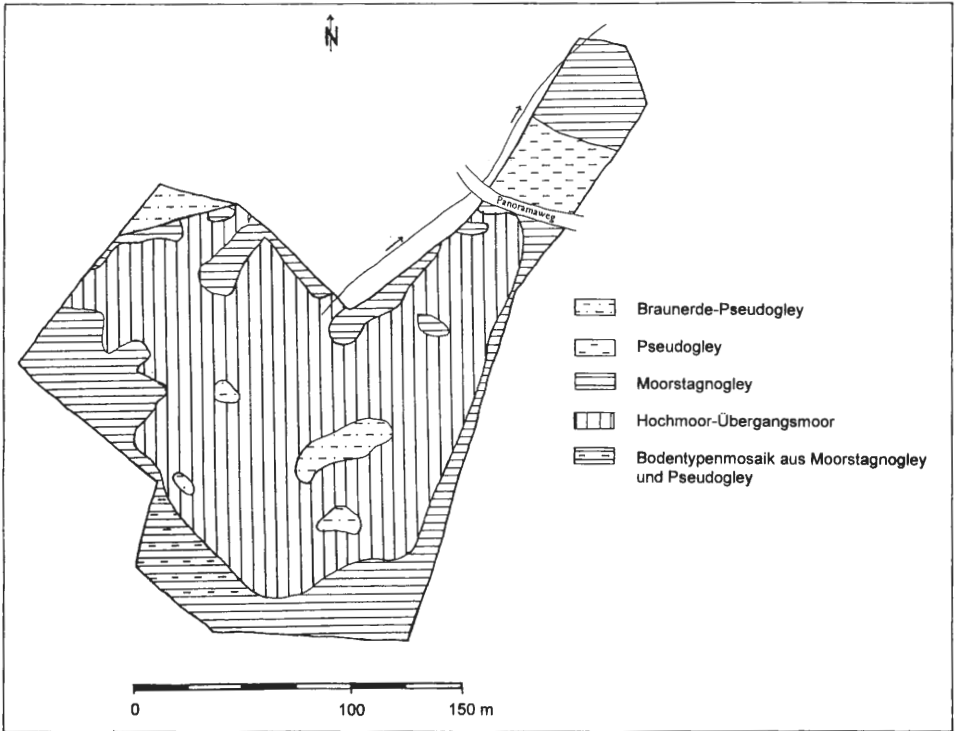 N
Panoramaweg
Braunerde-Pseudogley
Pseudogley
Moorstagnogley
Hochmoor-Übergangsmoor
Bodentypenmosaik aus Moorstagnogley
und Pseudogley
0 100 150 m